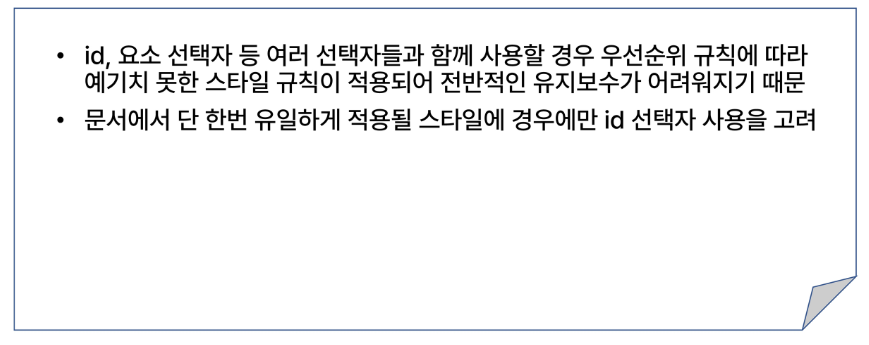 • id, 요소 선택자 등 여러 선택자들과 함께 사용할 경우 우선순위 규칙에 따라
예기치 못한 스타일 규칙이 적용되어 전반적인 유지보수가 어려워지기 때문
• 문서에서 단 한번 유일하게 적용될 스타일에 경우에만 id 선택자 사용을 고려